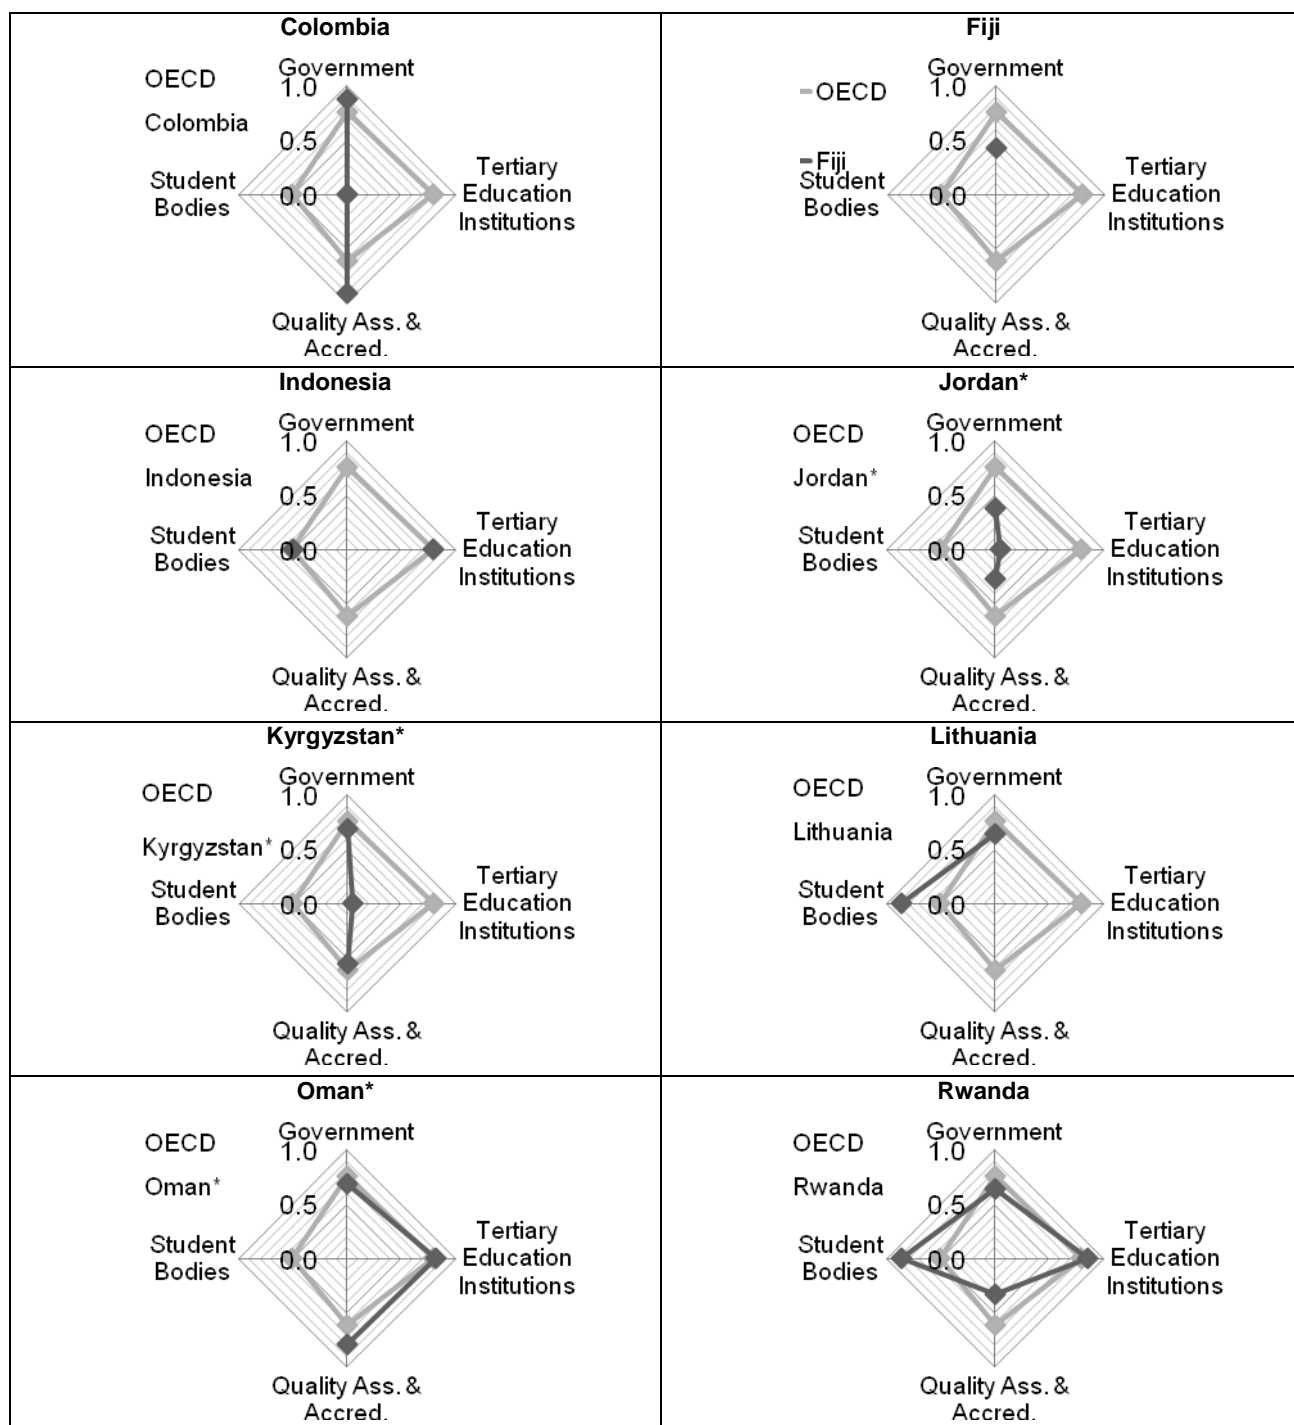 Colombia
Government
OECD
1.0
Colombia
0.5
Student
Bodies
0.0
Tertiary
Education
Institutions
Quality Ass. &
Accred.
Fiji
Government
OECD
1.0
0.5
Fiji
Student
Bodies
0.0
Tertiary
Education
Institutions
Quality Ass. &
Accred.
Indonesia
Government
OECD
1.0
Indonesia
0.5
Student
Bodies
0.0
Tertiary
Education
Institutions
Quality Ass. &
Accred.
Jordan*
Government
OECD
1.0
Jordan*
0.5
Student
Bodies
0.0
Tertiary
Education
Institutions
Quality Ass. &
Accred.
Kyrgyzstan*
Government
OECD
1.0
Kyrgyzstan*
0.5
Student
Bodies
0.0
Tertiary
Education
Institutions
Quality Ass. &
Accred.
Lithuania
Government
OECD
1.0
Lithuania
0.5
Student
Bodies
0.0
Tertiary
Education
Institutions
Quality Ass. &
Accred.
Oman*
Government
OECD
1.0
Oman*
0.5
Student
Bodies
0.0
Tertiary
Education
Institutions
Quality Ass. &
Accred.
Rwanda
Government
OECD
1.0
Rwanda
0.5
Student
Bodies
0.0
Tertiary
Education
Institutions
Quality Ass. &
Accred.